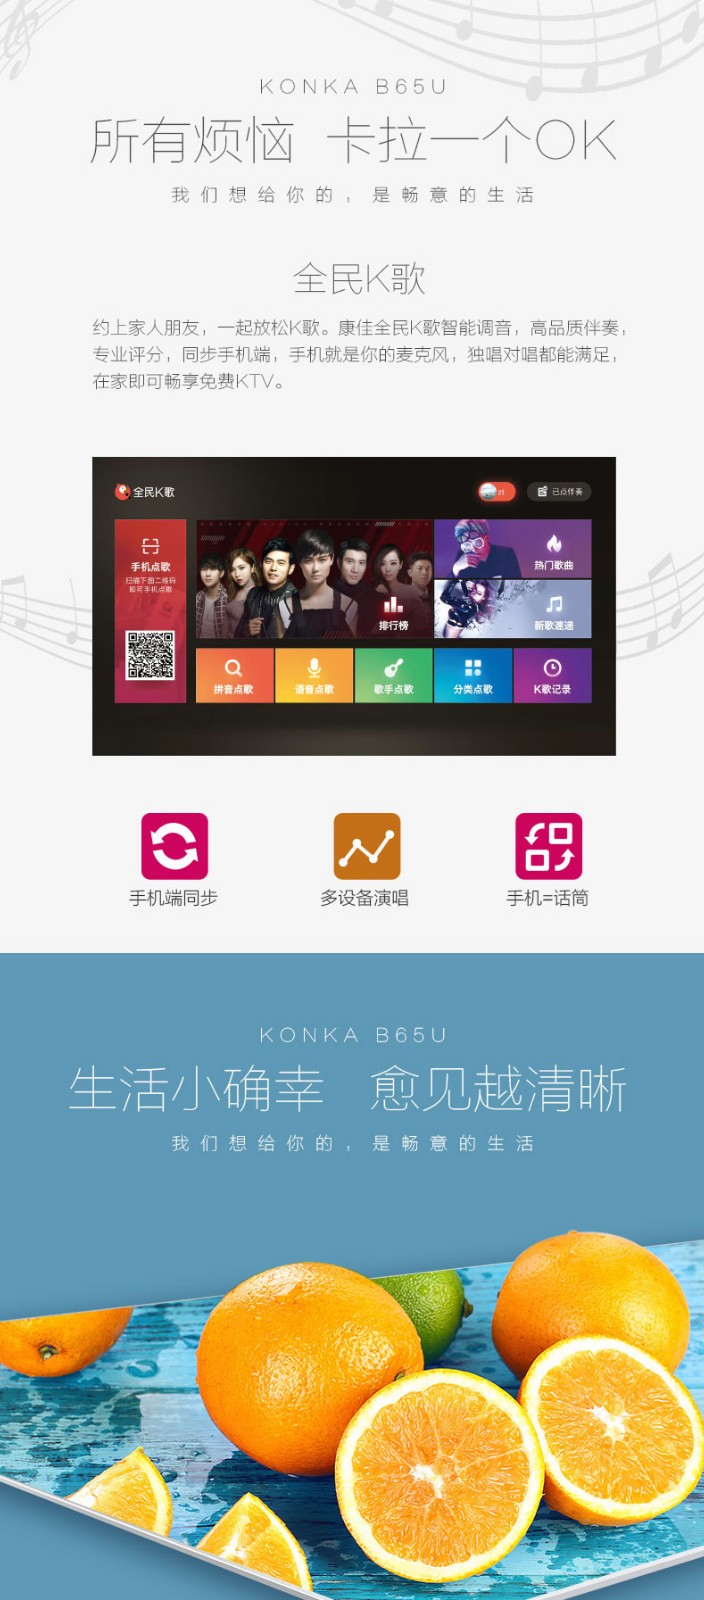 KONKA B65U
所有烦恼 卡拉一个OK
我们想给你的，是畅意的生活
全民K歌
约上家人朋友，一起放松K歌。康佳全民K歌智能调音，高品质伴奏，
专业评分，同步手机端，手机就是你的麦克风，独唱对唱都能满足，
在家即可畅享免费KTV。
全民K歌
已点伴奏
手机点歌
扫描下面二维码
即可手机点歌
排行榜
热门歌曲
新歌速递
拼音点歌
语音点歌
歌手点歌
分类点歌
K歌记录
手机端同步
多设备演唱
手机=话筒
KONKA B65U
生活小确幸 愈见越清晰
我们想给你的，是畅意的生活